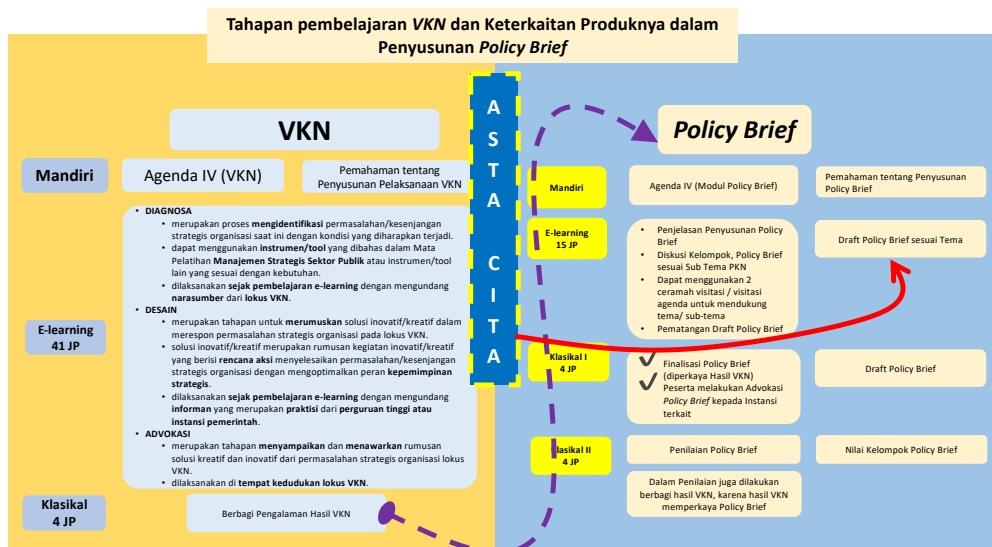 Tahapan pembelajaran VKN dan Keterkaitan Produknya dalam
Penyusunan Policy Brief
VKN
Mandiri
Agenda IV (VKN)
Pemahaman tentang
Penyusunan Pelaksanaan VKN
• DIAGNOSA
• merupakan proses mengidentifikasi permasalahan/kesenjangan
strategis organisasi saat ini dengan kondisi yang diharapkan terjadi.
• dapat menggunakan instrumen/tool yang dibahas dalam Mata
Pelatihan Manajemen Strategis Sektor Publik atau instrumen/tool
lain yang sesuai dengan kebutuhan.
• dilaksanakan sejak pembelajaran e-learning dengan mengundang
narasumber dari lokus VKN.
• DESAIN
• merupakan tahapan untuk merumuskan solusi inovatif/kreatif dalam
merespon permasalahan strategis organisasi pada lokus VKN.
• solusi inovatif/kreatif merupakan rumusan kegiatan inovatif/kreatif
yang berisi rencana aksi menyelesaikan permasalahan/kesenjangan
strategis organisasi dengan mengoptimalkan peran kepemimpinan
strategis.
• dilaksanakan sejak pembelajaran e-learning dengan mengundang
informan yang merupakan praktisi dari perguruan tinggi atau
instansi pemerintah.
• ADVOKASI
• merupakan tahapan menyampaikan dan menawarkan rumusan
solusi kreatif dan inovatif dari permasalahan strategis organisasi lokus
VKN.
• dilaksanakan di tempat kedudukan lokus VKN.
E-learning
41 JP
Klasikal
4 JP
Berbagi Pengalaman Hasil VKN
A
S
T
A
C
I
T
A
Policy Brief
Mandiri
Agenda IV (Modul Policy Brief)
Pemahaman tentang Penyusunan
Policy Brief
E-learning
15 JP
• Penjelasan Penyusunan Policy
Brief
• Diskusi Kelompok, Policy Brief
sesuai Sub Tema PKN
• Dapat menggunakan 2
ceramah visitasi / visitasi
agenda untuk mendukung
tema/ sub-tema
• Pematangan Draft Policy Brief
Draft Policy Brief sesuai Tema
Klasikal I
4 JP
✓ Finalisasi Policy Brief
(diperkaya Hasil VKN)
✓ Peserta melakukan Advokasi
Policy Brief kepada Instansi
terkait
Draft Policy Brief
Klasikal II
4 JP
Penilaian Policy Brief
Nilai Kelompok Policy Brief
Dalam Penilaian juga dilakukan
berbagi hasil VKN, karena hasil VKN
memperkaya Policy Brief